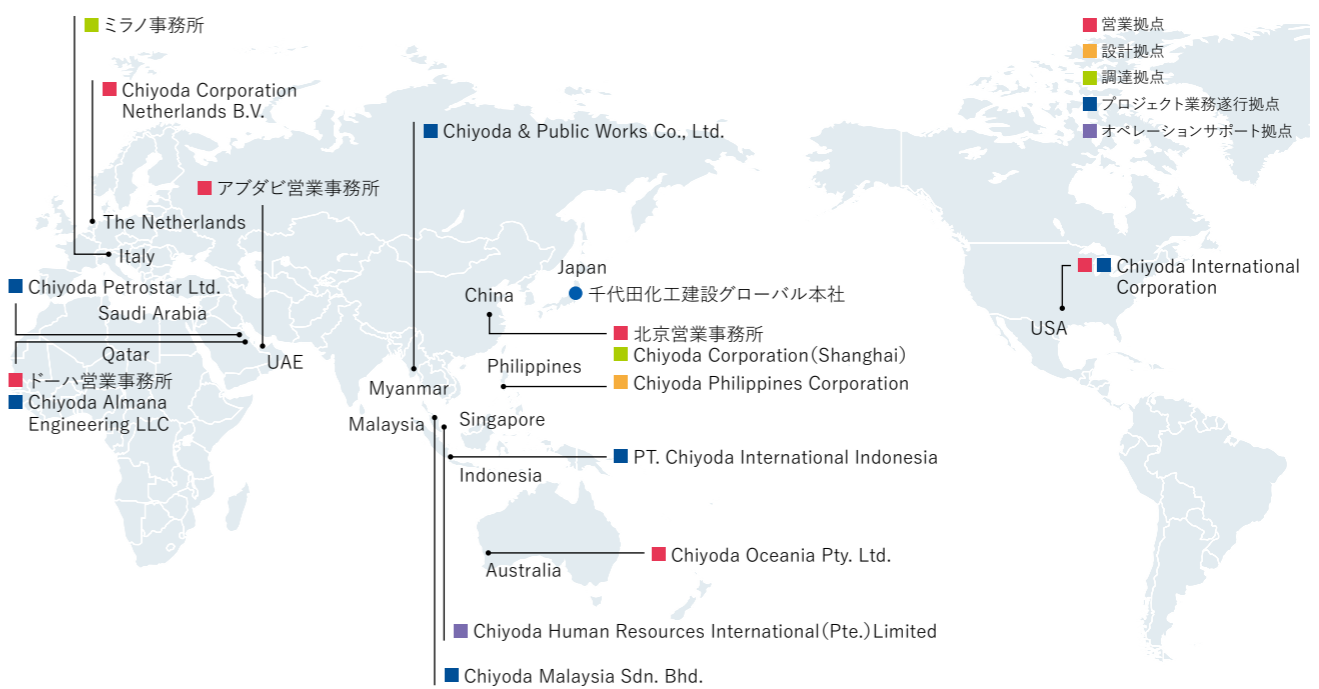 ミラノ事務所
Chiyoda Corporation
Netherlands B.V.
アブダビ営業事務所
Chiyoda & Public Works Co., Ltd.
営業拠点
設計拠点
調達拠点
プロジェクト業務遂行拠点
オペレーションサポート拠点
The Netherlands
Italy
Chiyoda Petrostar Ltd.
Saudi Arabia
Qatar
UAE
ドーハ営業事務所
Chiyoda Almana
Engineering LLC
Japan
千代田化工建設グローバル本社
China
北京営業事務所
Chiyoda Corporation(Shanghai)
Philippines
Chiyoda Philippines Corporation
Myanmar
Malaysia
Singapore
Indonesia
PT. Chiyoda International Indonesia
Chiyoda International
Corporation
USA
Chiyoda Oceania Pty. Ltd.
Australia
Chiyoda Human Resources International(Pte.)Limited
Chiyoda Malaysia Sdn. Bhd.